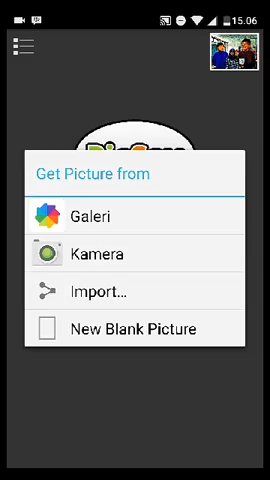 15.06
Get Picture from
Galeri
Kamera
Import...
New Blank Picture